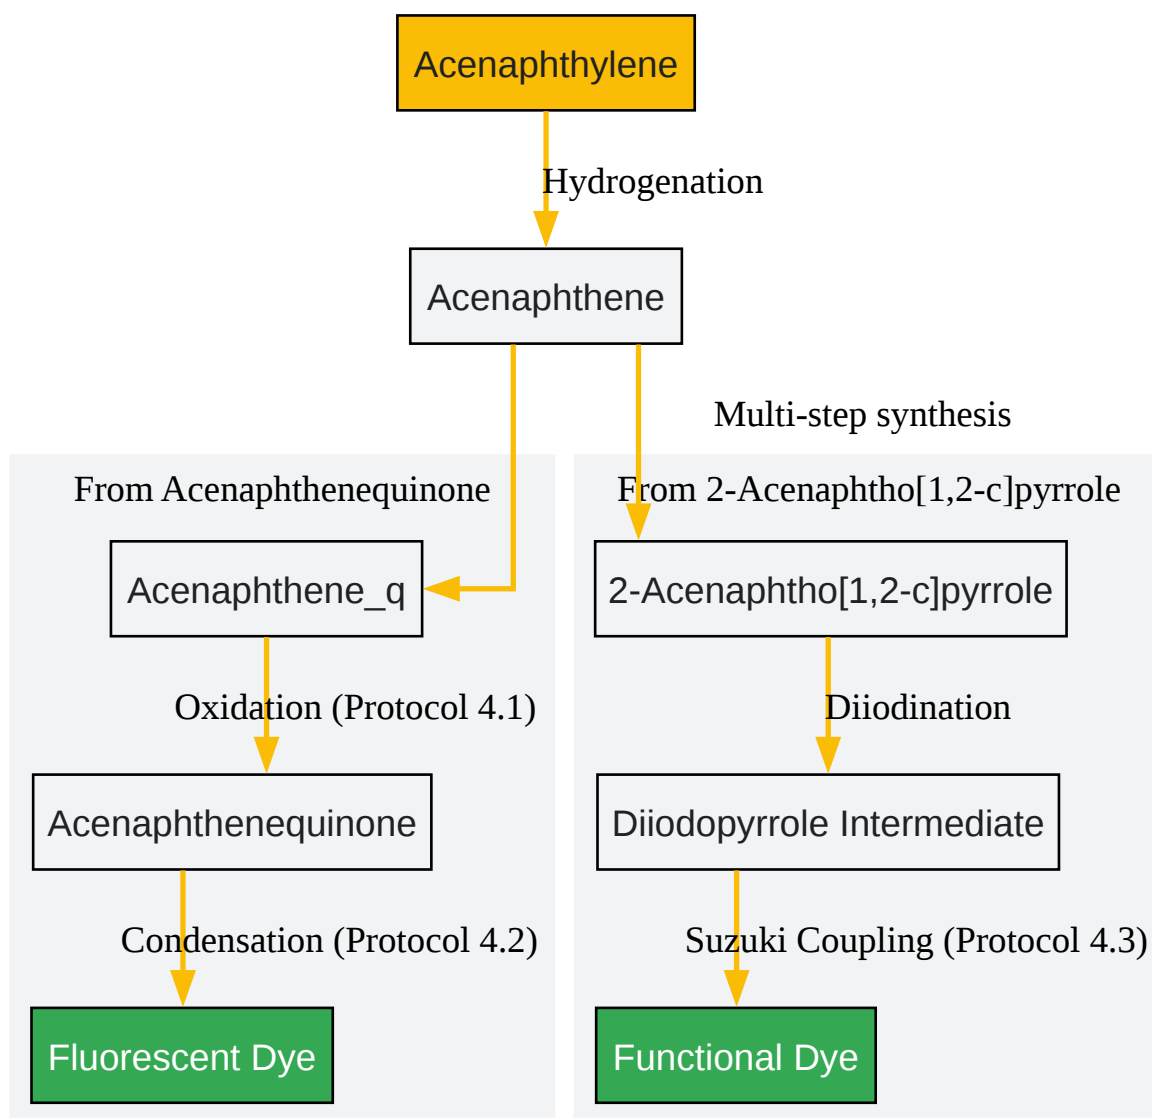 Acenaphthylene
Hydrogenation
Acenaphthene
Multi-step synthesis
From Acenaphthenequinone
Acenaphthene_q
Oxidation (Protocol 4.1)
Acenaphthenequinone
Condensation (Protocol 4.2)
Fluorescent Dye
From 2-Acenaphtho[1,2-c]pyrrole
2-Acenaphtho[1,2-c]pyrrole
Diiodination
Diiodopyrrole Intermediate
Suzuki Coupling (Protocol 4.3)
Functional Dye